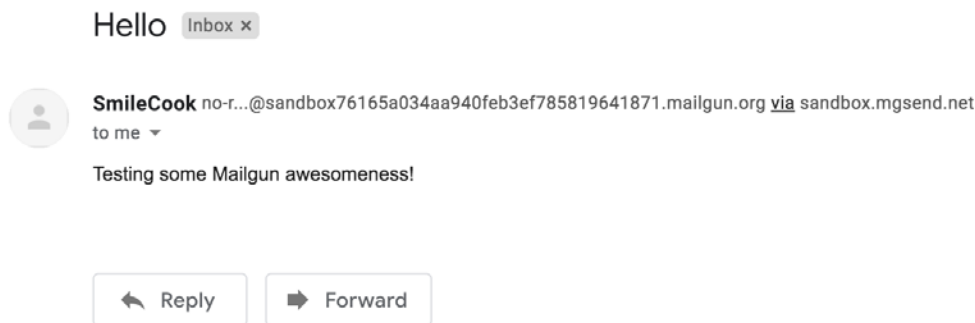 Hello Inbox ×
SmileCook no-r...@sandbox76165a034aa940feb3ef785819641871.mailgun.org via sandbox.mgsend.net
to me
Testing some Mailgun awesomeness!
Reply Forward